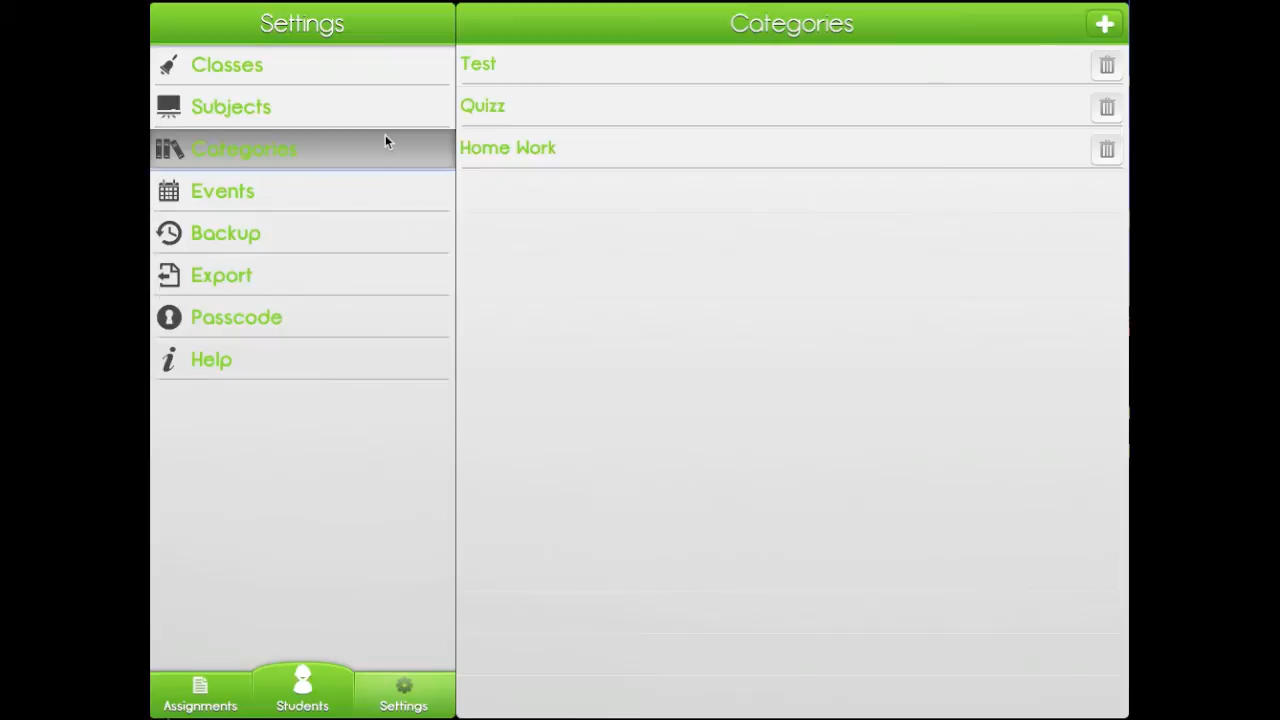 Settings
Classes
Subjects
Categories
Events
Backup
Export
Passcode
Help
Assignments
Students
Settings
Categories
Test
Quizz
Home Work